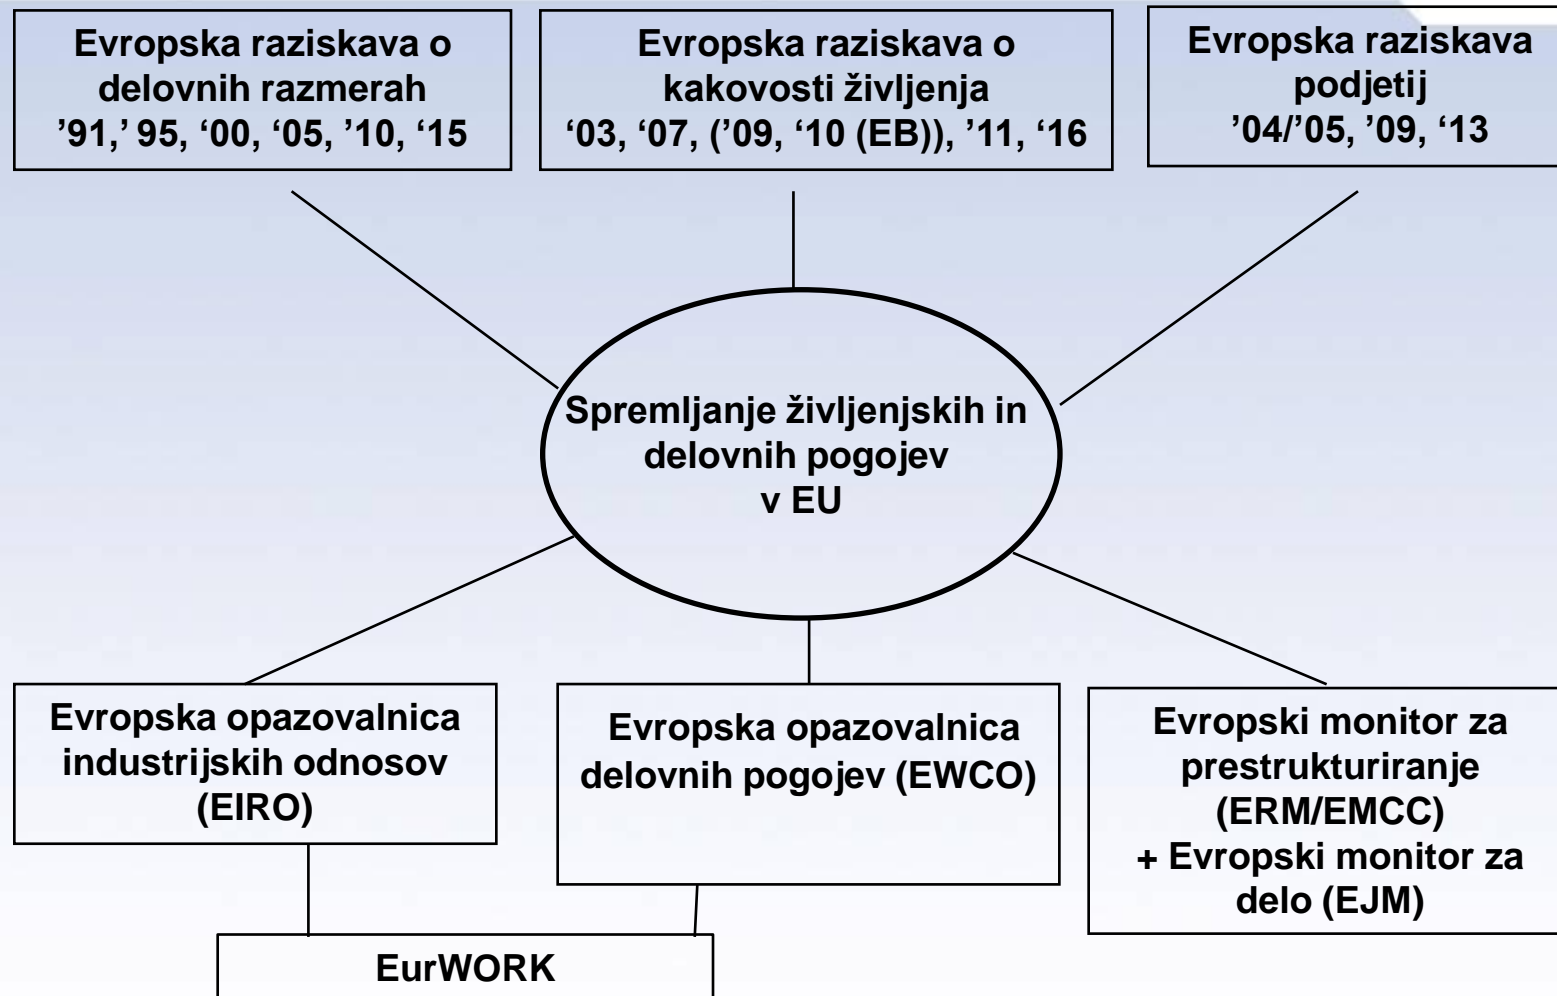 Evropska raziskava o
delovnih razmerah
’91,’ 95, ‘00, ‘05, ’10, ‘15
Evropska raziskava o
kakovosti življenja
‘03, ‘07, (’09, ‘10 (EB)), ’11, ‘16
Evropska raziskava
podjetij
’04/’05, ’09, ‘13
Spremljanje življenjskih in
delovnih pogojev
v EU
Evropska opazovalnica
industrijskih odnosov
(EIRO)
Evropska opazovalnica
delovnih pogojev (EWCO)
Evropski monitor za
prestrukturiranje
(ERM/EMCC)
+ Evropski monitor za
delo (EJM)
EurWORK